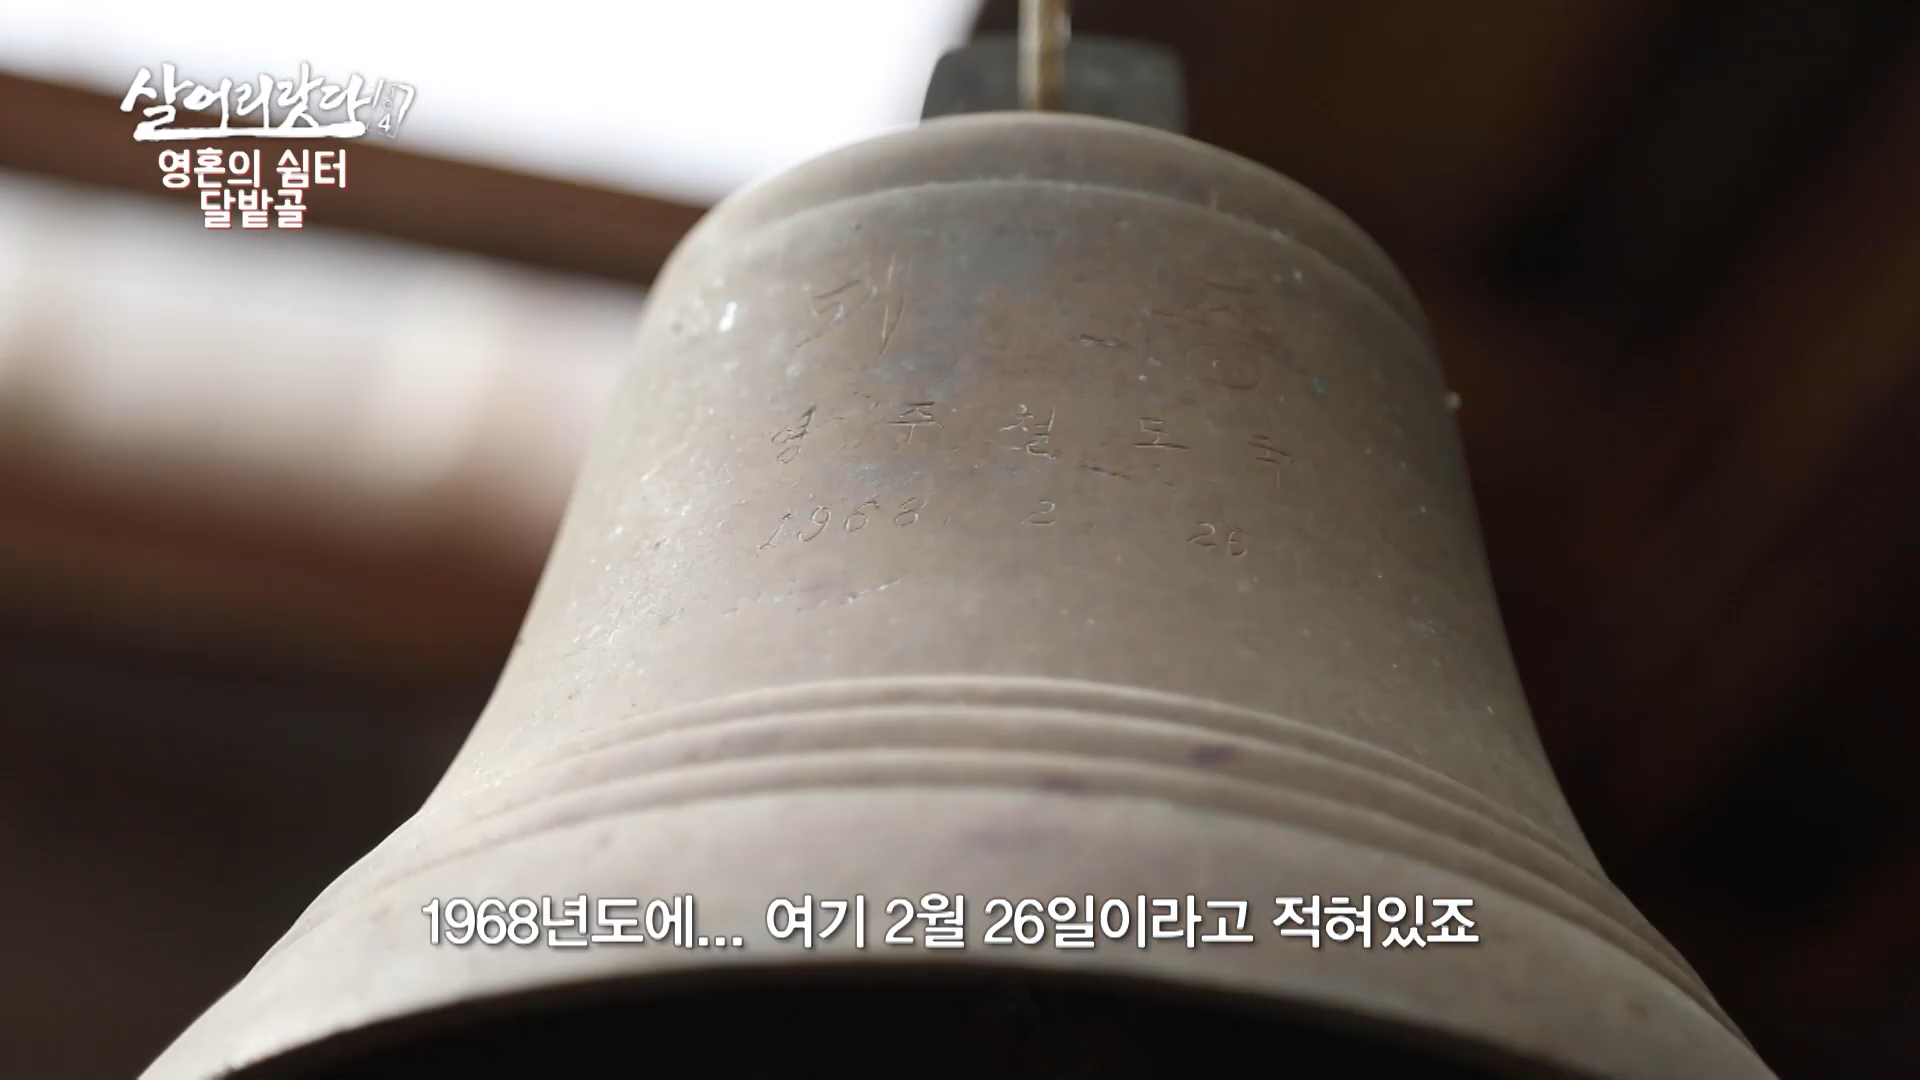 살어리랏다
영혼의 쉼터
달밭골
영 주 철 도 국
1968. 2. 26
1968년도에... 여기 2월 26일이라고 적혀있죠